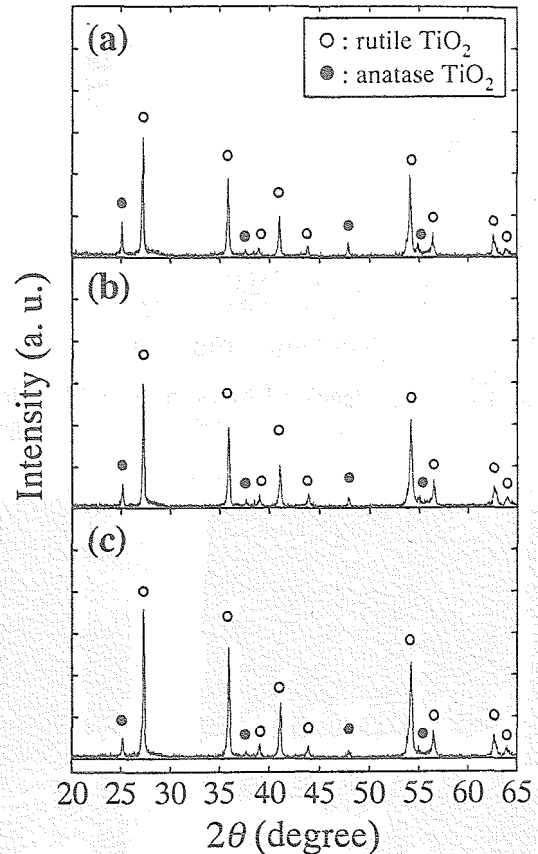 (a)
○ : rutile TiO₂
● : anatase TiO₂
(b)
(c)
Intensity (a. u.)
20 25 30 35 40 45 50 55 60 65
2θ (degree)